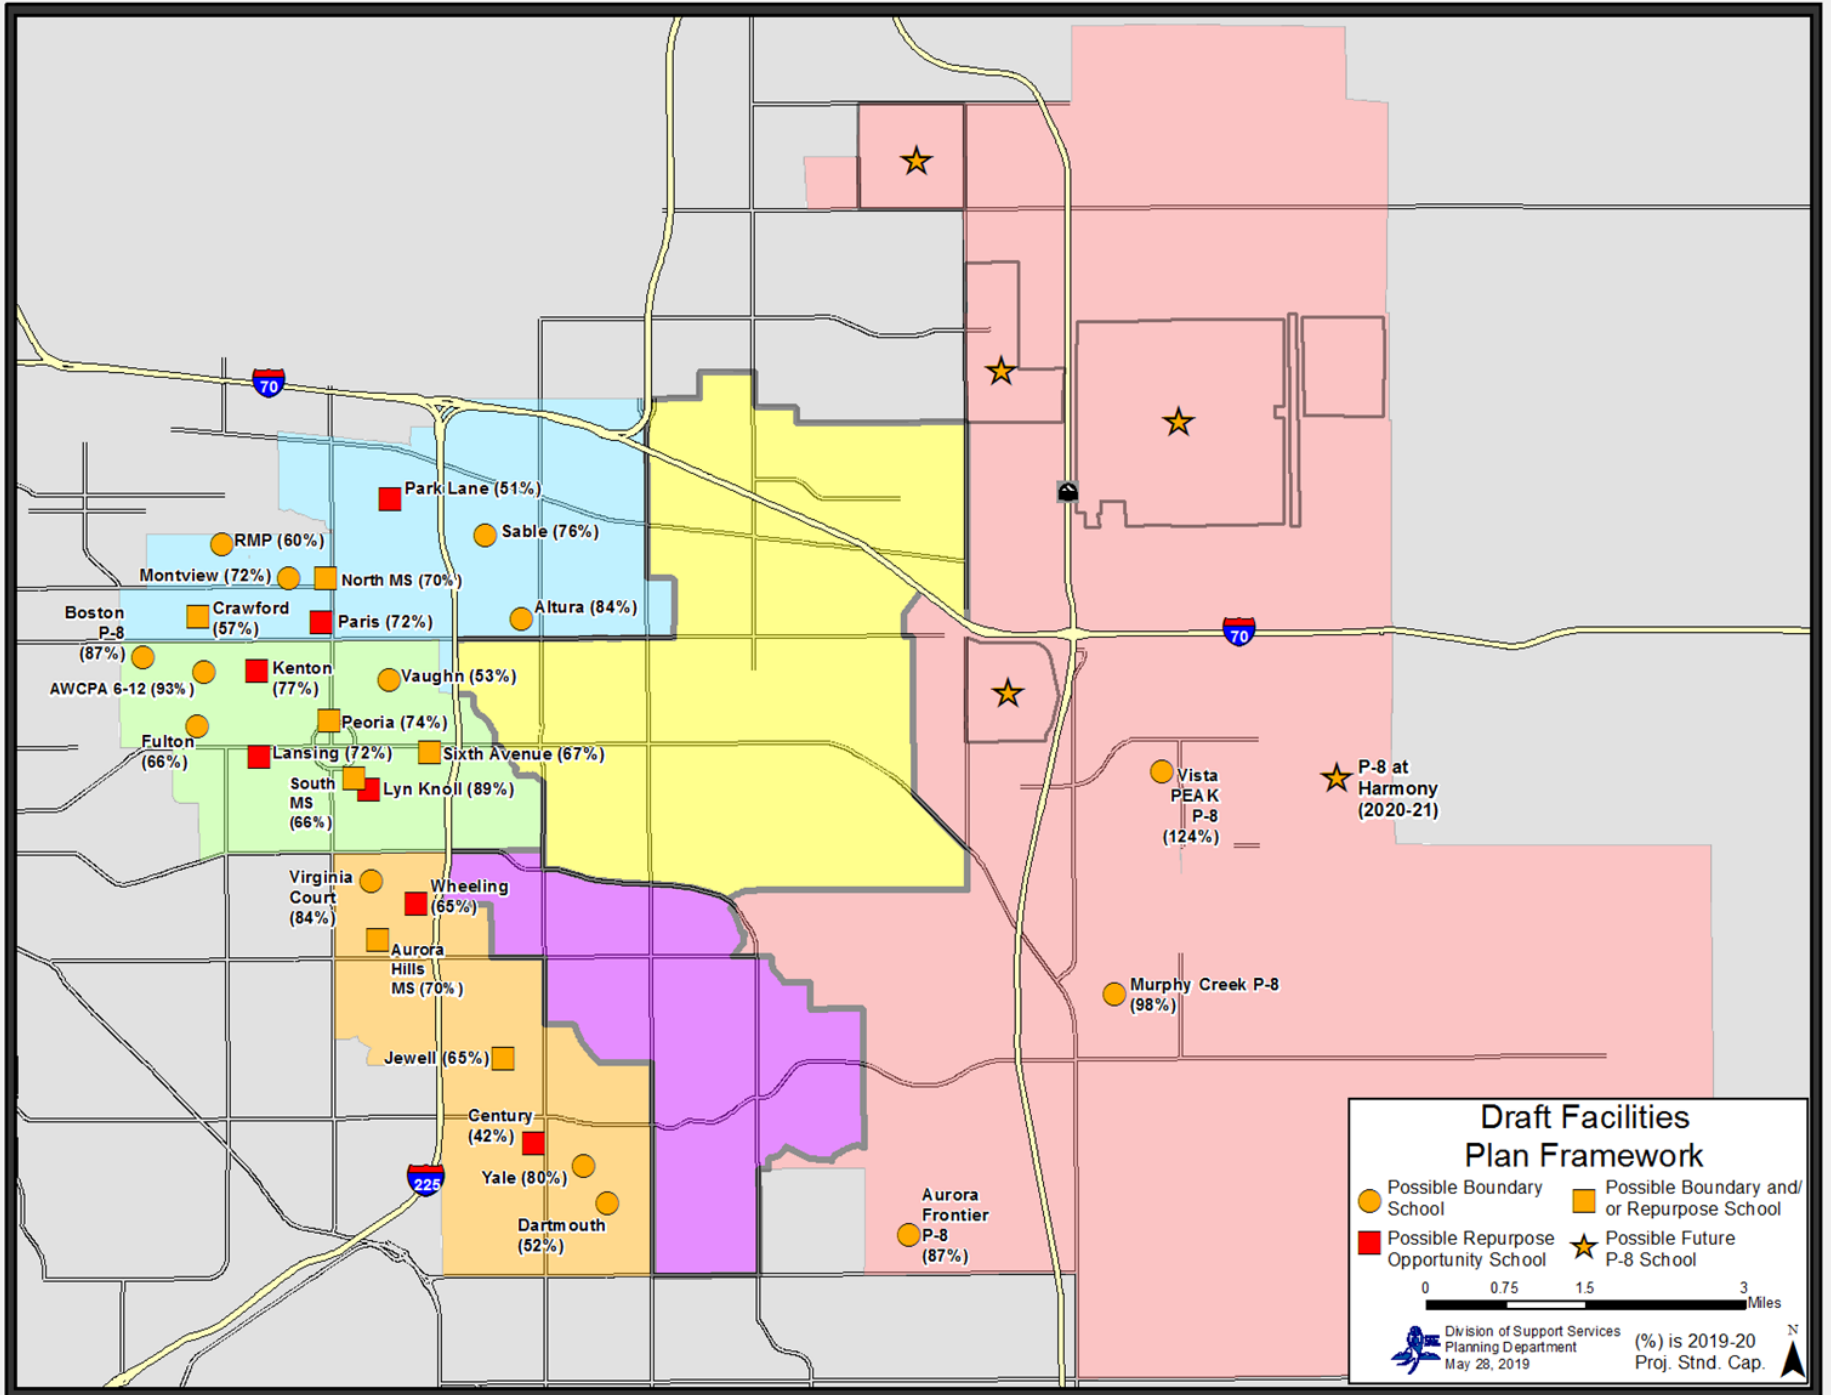 70
Park Lane (51%)
Sable (76%)
RMP (60%)
Montview (72%)
North MS (70%)
Boston
P-8
(87%)
Crawford
(57%)
Paris (72%)
Altura (84%)
70
AWCPA 6-12 (93%)
Kenton
(77%)
Vaughn (53%)
Fulton
(66%)
Peoria (74%)
Lansing (72%)
Sixth Avenue (67%)
South
MS
(66%)
Lyn Knoll (89%)
Vista
PEAK
P-8
(124%)
P-8 at
Harmony
(2020-21)
Virginia
Court
(84%)
Wheeling
(65%)
Aurora
Hills
MS (70%)
Murphy Creek P-8
(98%)
Jewell (65%)
Century
(42%)
225
Yale (80%)
Dartmouth
(52%)
Aurora
Frontier
P-8
(87%)
Draft Facilities
Plan Framework
Possible Boundary
School
Possible Boundary and/
or Repurpose School
Possible Repurpose
Opportunity School
Possible Future
P-8 School
0 0.75 1.5 3
Miles
Division of Support Services
Planning Department
May 28, 2019
(%) is 2019-20
Proj. Stnd. Cap.
N